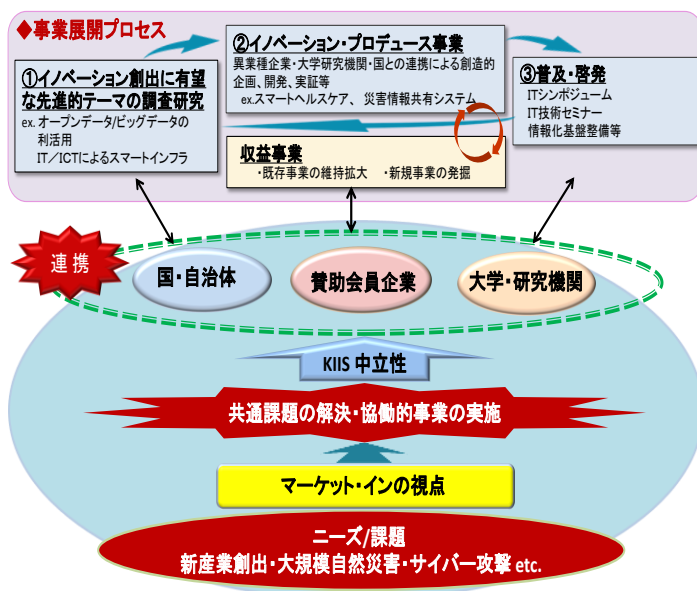 ◆事業展開プロセス
①イノベーション創出に有望
な先進的テーマの調査研究
ex. オープンデータ/ビッグデータの
利活用
IT/ICTによるスマートインフラ
②イノベーション・プロデュース事業
異業種企業・大学研究機関・国との連携による創造的
企画、開発、実証等
ex.スマートヘルスケア、災害情報共有システム
③普及・啓発
ITシンポジューム
IT技術セミナー
情報化基盤整備等
収益事業
・既存事業の維持拡大 ・新規事業の発掘
連 携
国・自治体
賛助会員企業
大学・研究機関
KIIS 中立性
共通課題の解決・協働的事業の実施
マーケット・インの視点
ニーズ/課題
新産業創出・大規模自然災害・サイバー攻撃 etc.